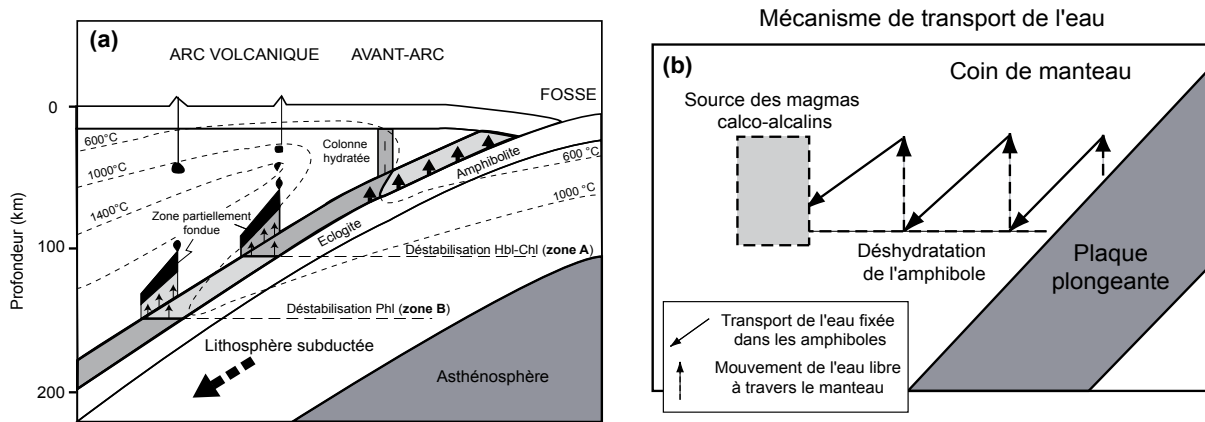 (a)
ARC VOLCANIQUE
AVANT-ARC
FOSSE
0
100
200
Profondeur (km)
600°C
1000°C
1400°C
Colonne
hydratée
Amphibolite
600 °C
1000 °C
Zone partiellement
fondue
Eclogite
Déstabilisation Hbl-Chl (zone A)
Déstabilisation Phl (zone B)
Lithosphère subductée
Asthénosphère
Mécanisme de transport de l'eau
(b)
Coin de manteau
Source des magmas
calco-alcalins
Déshydratation
de l'amphibole
Plaque
plongeante
Transport de l'eau fixée
dans les amphiboles
Mouvement de l'eau libre
à travers le manteau